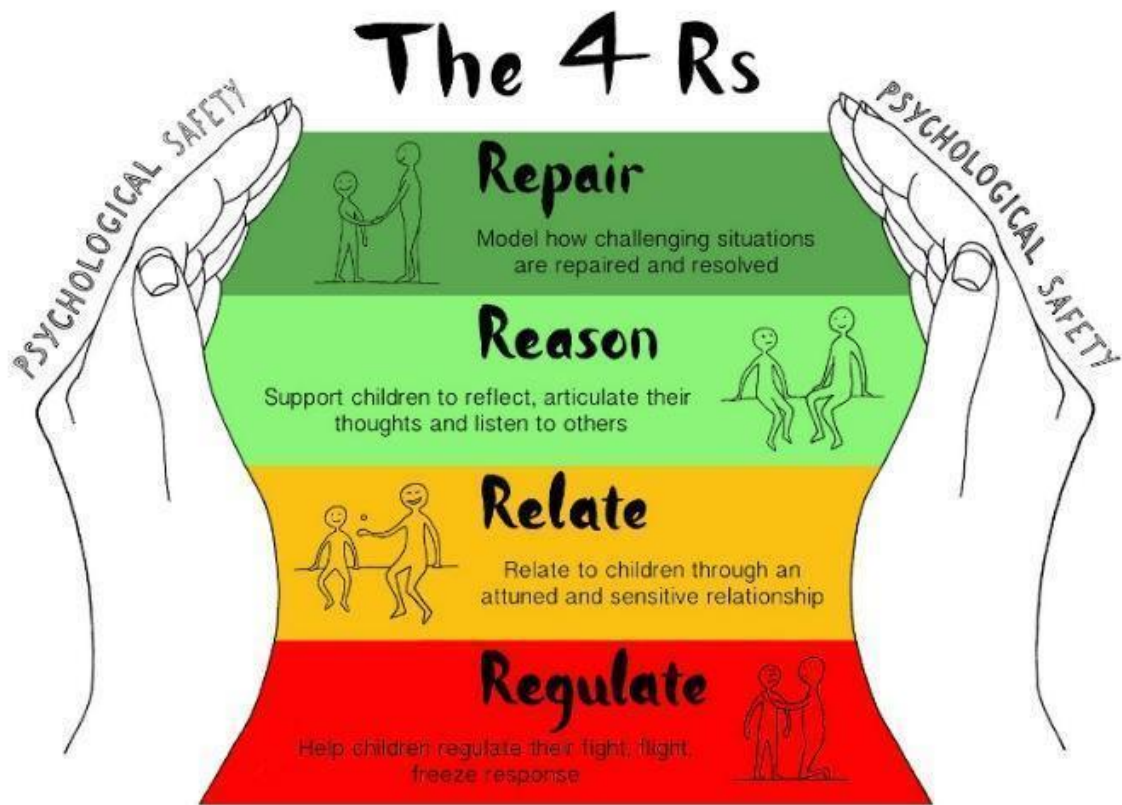 The 4 Rs
PSYCHOLOGICAL SAFETY
PSYCHOLOGICAL SAFETY
Repair
Model how challenging situations
are repaired and resolved
Reason
Support children to reflect, articulate their
thoughts and listen to others
Relate
Relate to children through an
attuned and sensitive relationship
Regulate
Help children regulate their fight, flight,
freeze response